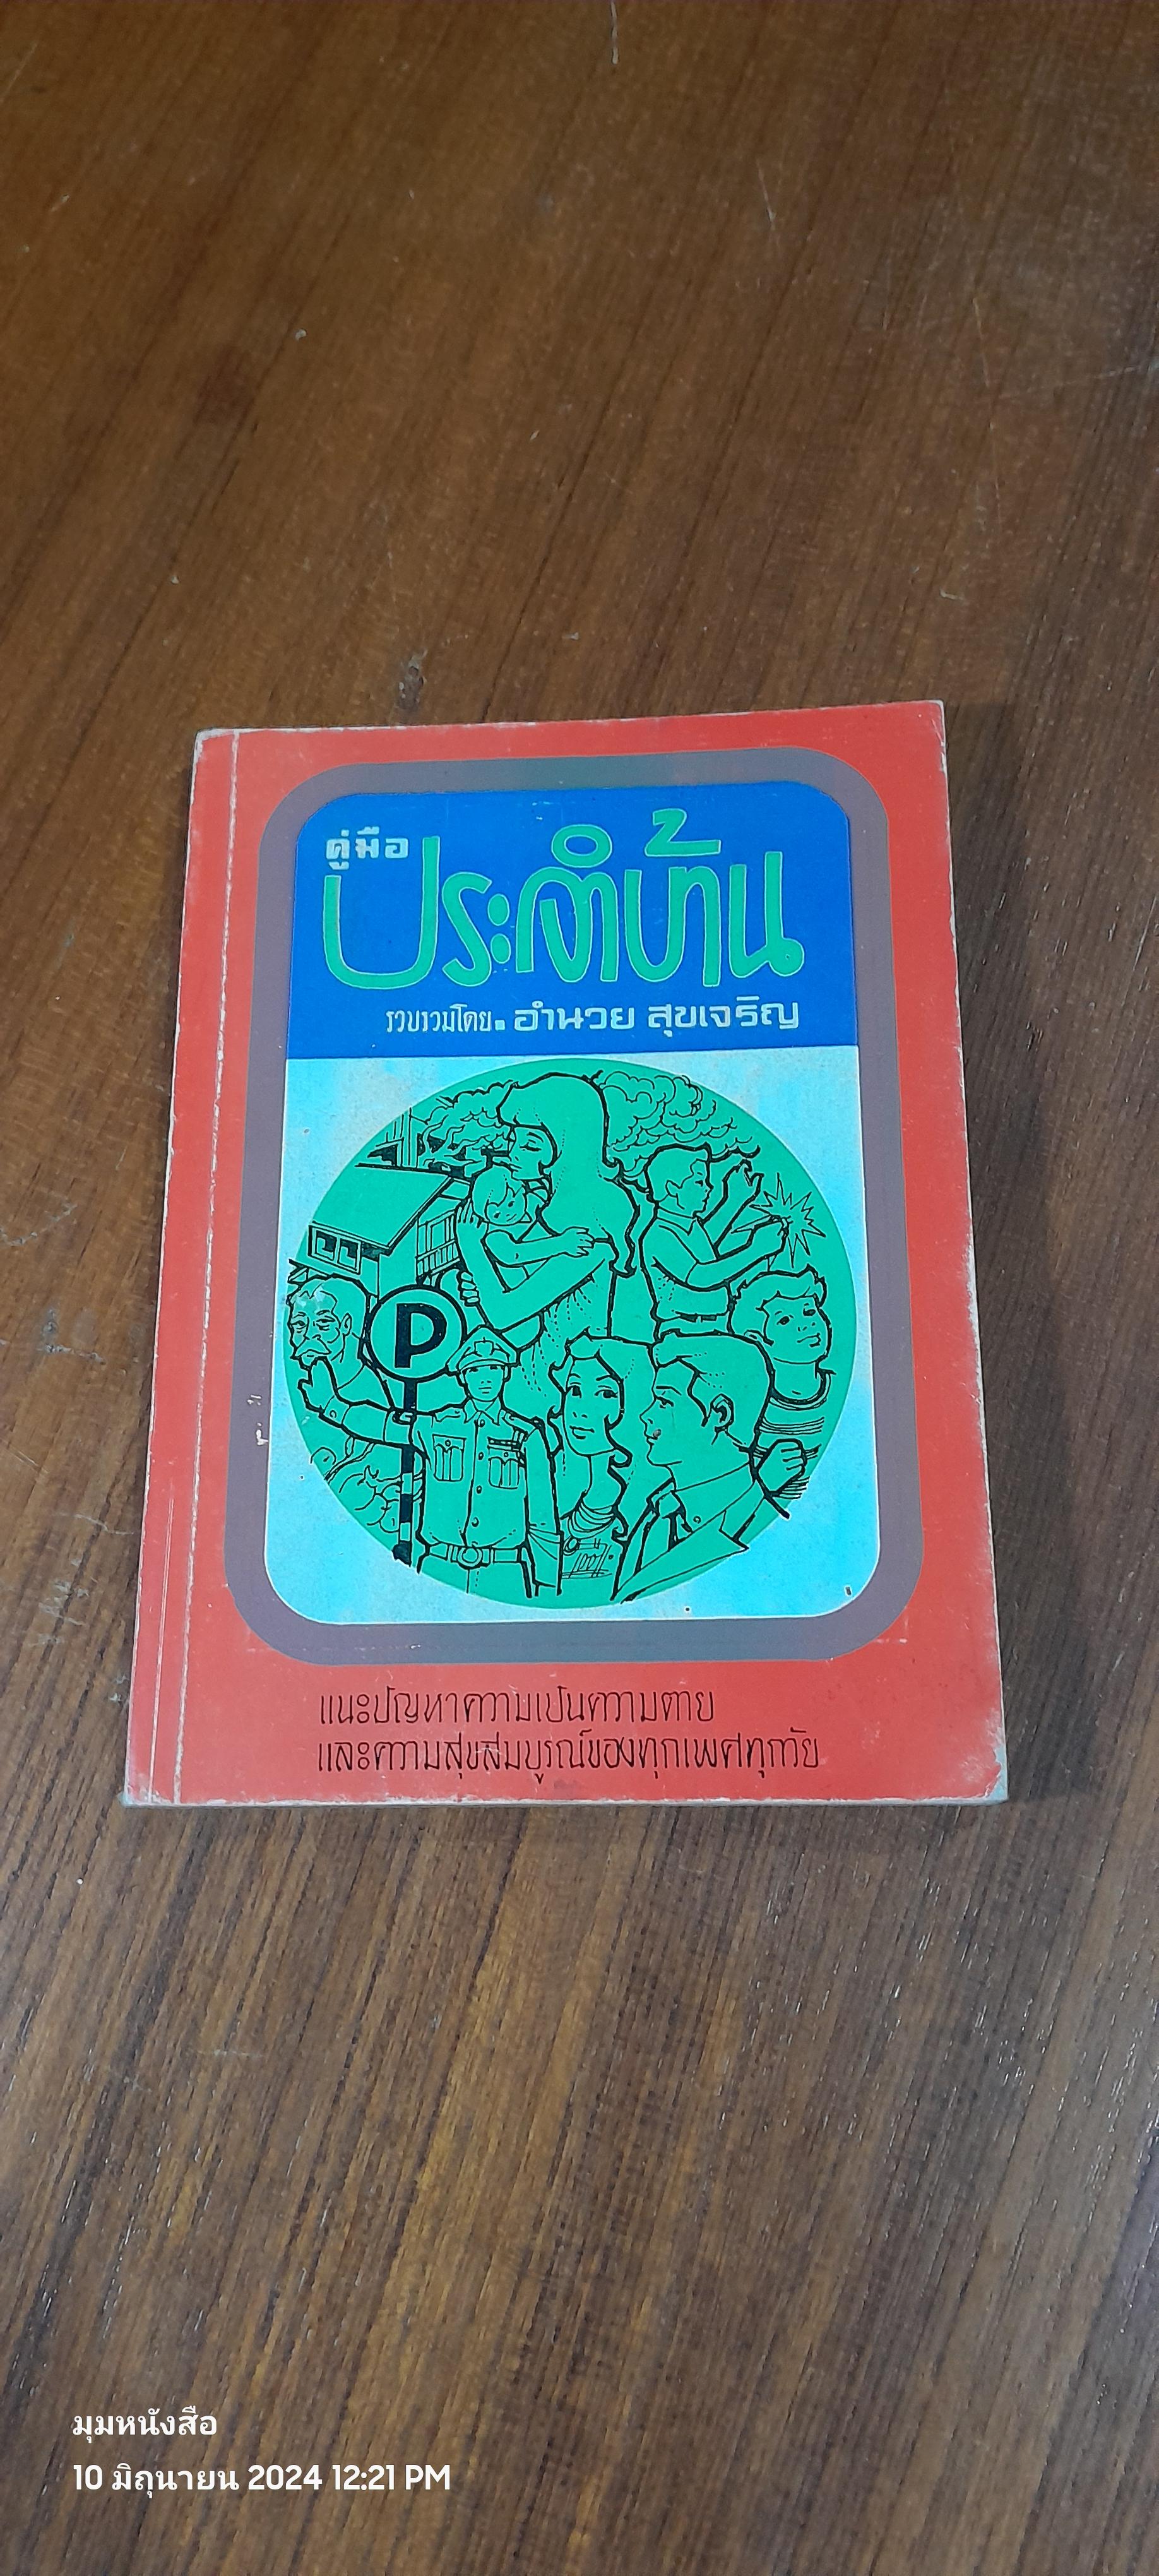 คู่มือ
ประจำบ้าน
รวบรวมโดย. อำนวย สุขเจริญ
P
แนะปัญหาความเป็นความตาย
และความสุขสมบูรณ์ของทุกเพศทุกวัย
มุมหนังสือ
10 มิถุนายน 2024 12:21 PM